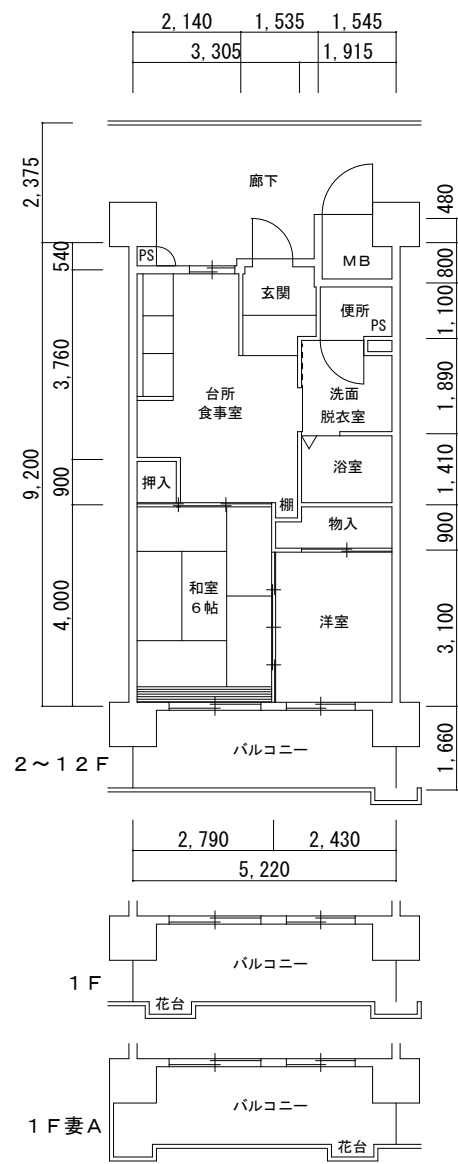 2,140 1,535 1,545
3,305 1,915
2,375
廊下
480
PS
540
MB
800
玄関
便所
1,100
PS
3,760
台所
食事室
洗面
脱衣室
1,890
9,200
押入
900
浴室
1,410
棚
物入
900
4,000
和室
6帖
洋室
3,100
バルコニー
1,660
2～12F
2,790 2,430
5,220
バルコニー
1F
花台
バルコニー
1F妻A
花台